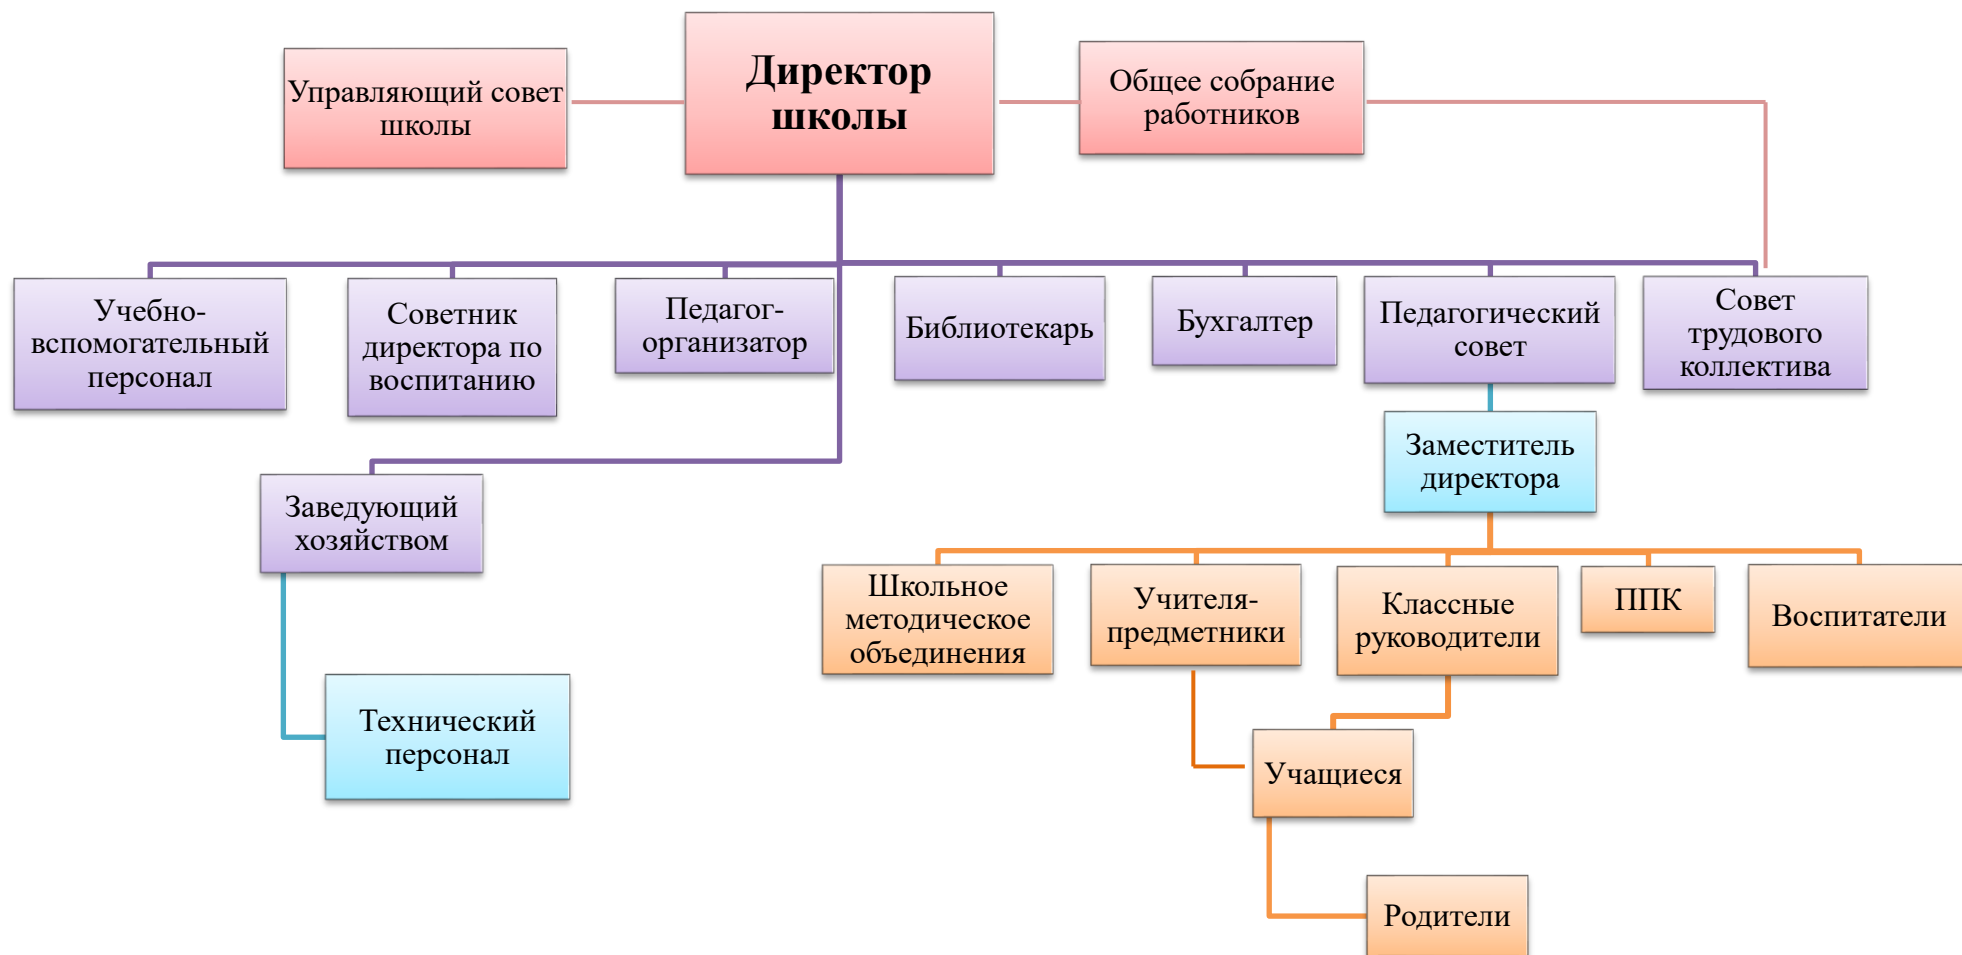 Управляющий совет
школы
Директор
школы
Общее собрание
работников
Учебно-
вспомогательный
персонал
Советник
директора по
воспитанию
Педагог-
организатор
Библиотекарь
Бухгалтер
Педагогический
совет
Совет
трудового
коллектива
Заместитель
директора
Заведующий
хозяйством
Школьное
методическое
объединения
Учителя-
предметники
Классные
руководители
ППК
Воспитатели
Технический
персонал
Учащиеся
Родители